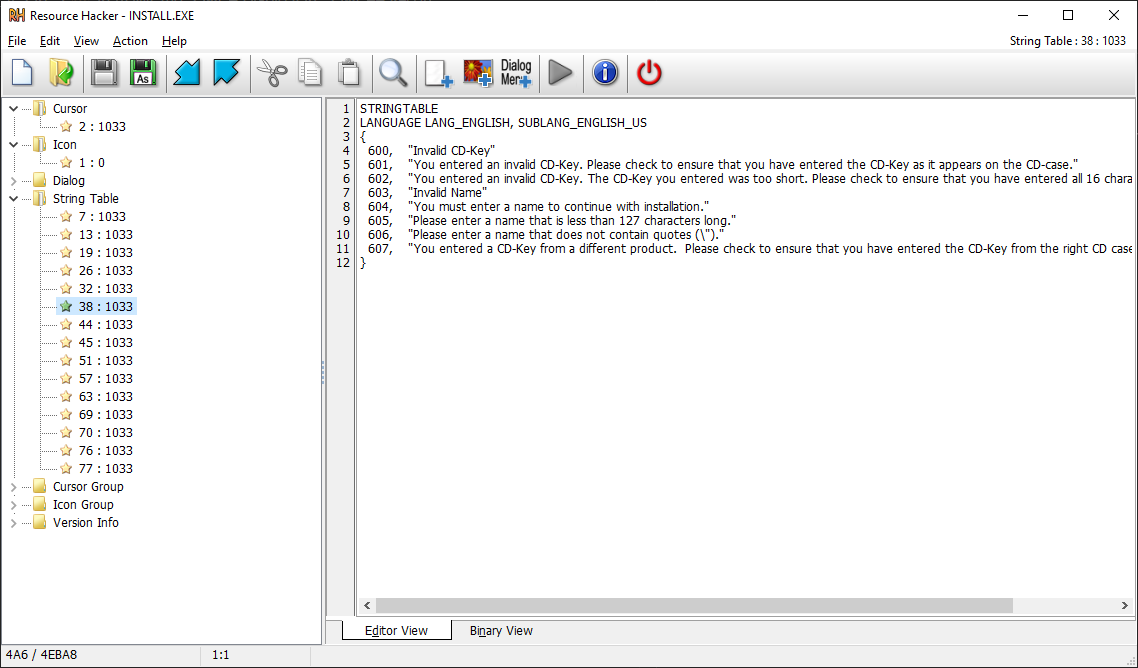 RH Resource Hacker - INSTALL.EXE
File Edit View Action Help
String Table : 38 : 1033
As
Dialog
Menu
Cursor
2 : 1033
Icon
1 : 0
Dialog
String Table
7 : 1033
13 : 1033
19 : 1033
26 : 1033
32 : 1033
38 : 1033
44 : 1033
45 : 1033
51 : 1033
57 : 1033
63 : 1033
69 : 1033
70 : 1033
76 : 1033
77 : 1033
Cursor Group
Icon Group
Version Info
1 STRINGTABLE
2 LANGUAGE LANG_ENGLISH, SUBLANG_ENGLISH_US
3 {
4 600, "Invalid CD-Key"
5 601, "You entered an invalid CD-Key. Please check to ensure that you have entered the CD-Key as it appears on the CD-case."
6 602, "You entered an invalid CD-Key. The CD-Key you entered was too short. Please check to ensure that you have entered all 16 chara
7 603, "Invalid Name"
8 604, "You must enter a name to continue with installation."
9 605, "Please enter a name that is less than 127 characters long."
10 606, "Please enter a name that does not contain quotes (\")."
11 607, "You entered a CD-Key from a different product.  Please check to ensure that you have entered the CD-Key from the right CD case
12 }
Editor View Binary View
4A6 / 4EBA8 1:1